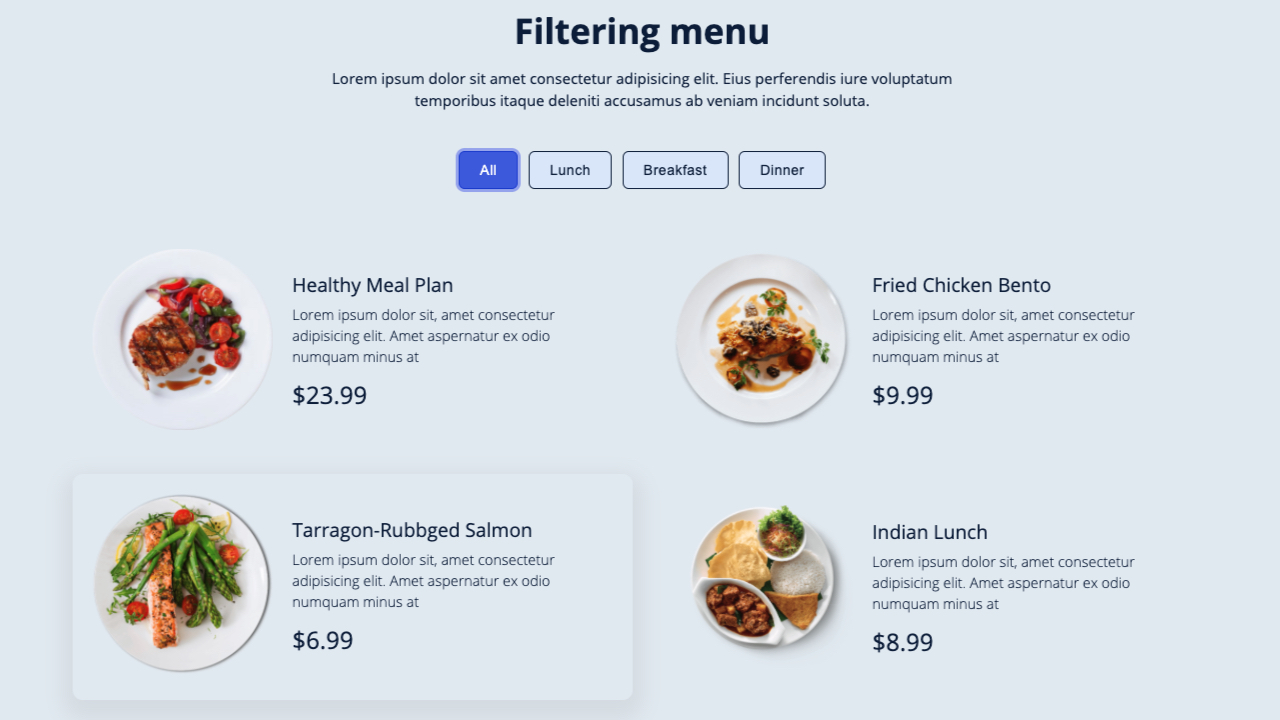 Filtering menu
Lorem ipsum dolor sit amet consectetur adipisicing elit. Eius perferendis iure voluptatum
temporibus itaque deleniti accusamus ab veniam incidunt soluta.
All
Lunch
Breakfast
Dinner
Healthy Meal Plan
Lorem ipsum dolor sit, amet consectetur
adipisicing elit. Amet aspernatur ex odio
numquam minus at
$23.99
Fried Chicken Bento
Lorem ipsum dolor sit, amet consectetur
adipisicing elit. Amet aspernatur ex odio
numquam minus at
$9.99
Tarragon-Rubbged Salmon
Lorem ipsum dolor sit, amet consectetur
adipisicing elit. Amet aspernatur ex odio
numquam minus at
$6.99
Indian Lunch
Lorem ipsum dolor sit, amet consectetur
adipisicing elit. Amet aspernatur ex odio
numquam minus at
$8.99